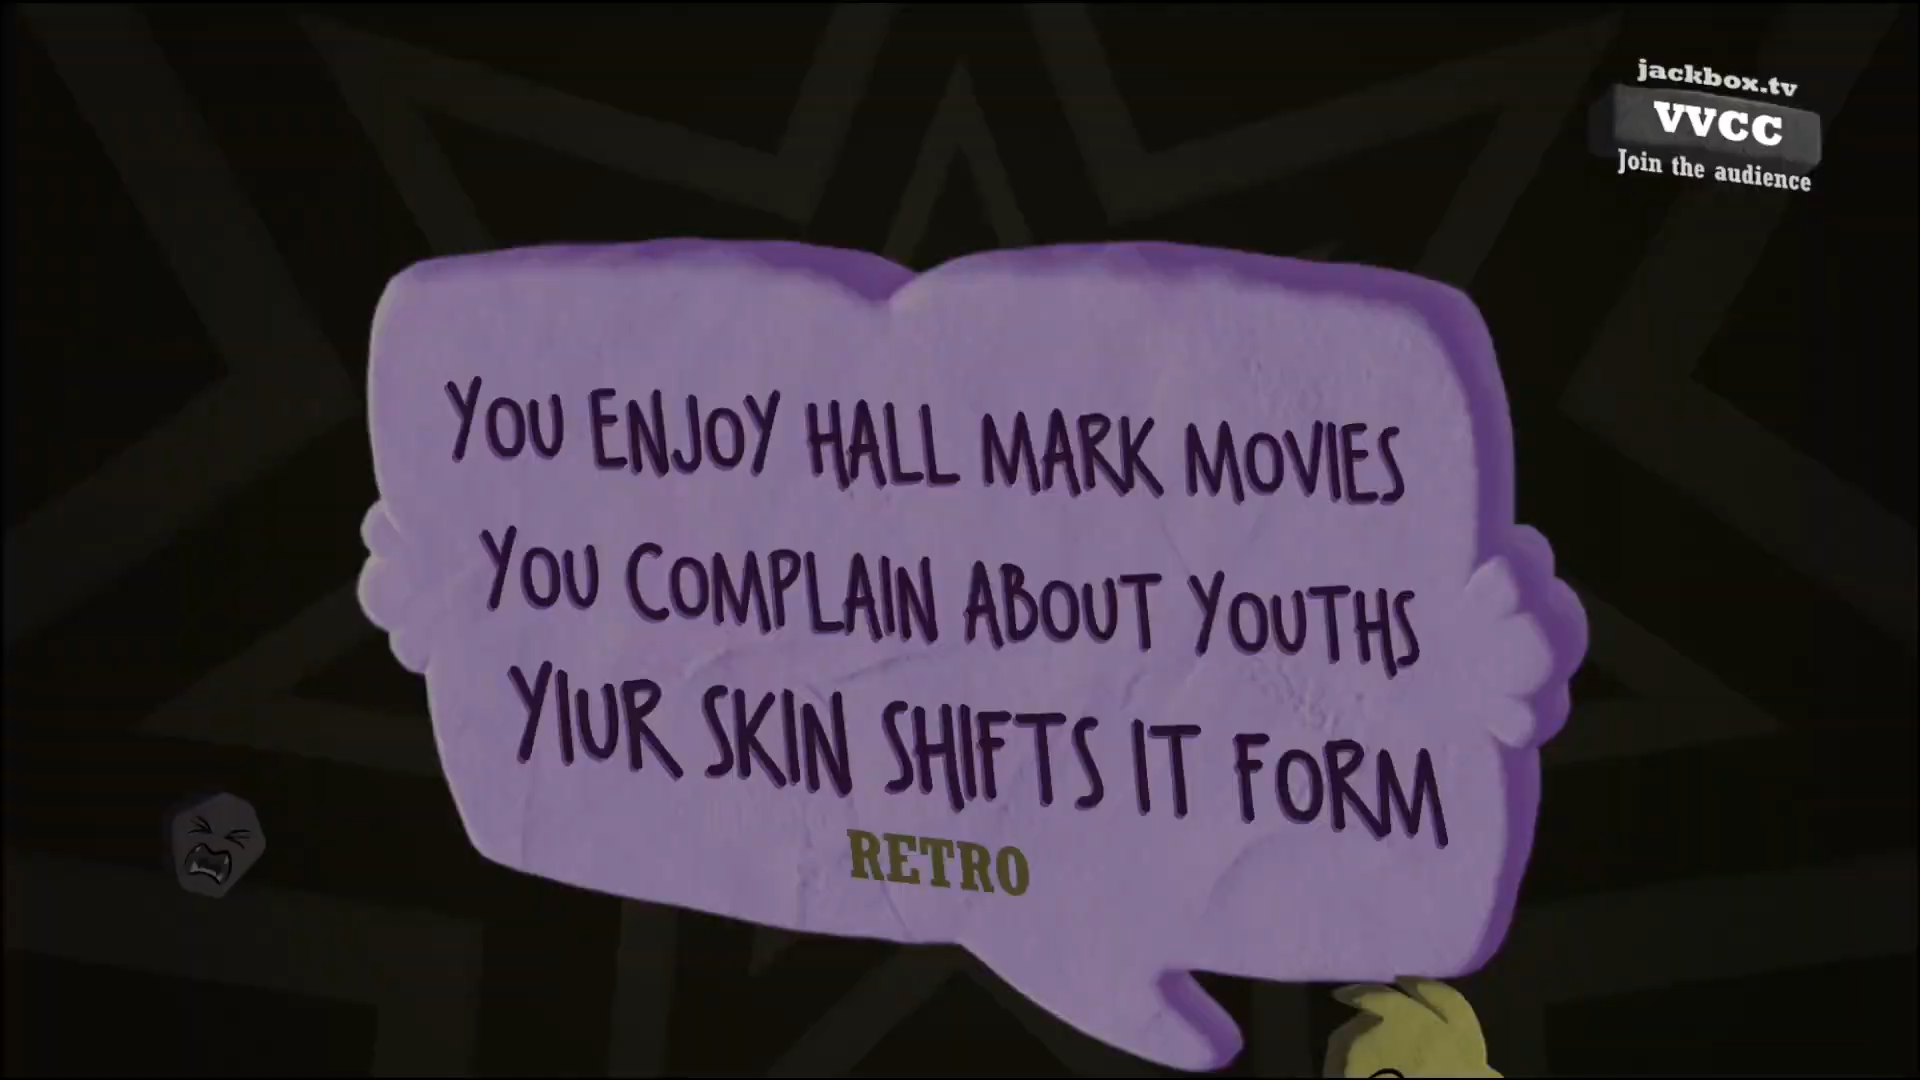 jackbox.tv
VVCC
Join the audience
YOU ENJOY HALL MARK MOVIES
YOU COMPLAIN ABOUT YOUTHS
YIUR SKIN SHIFTS IT FORM
RETRO